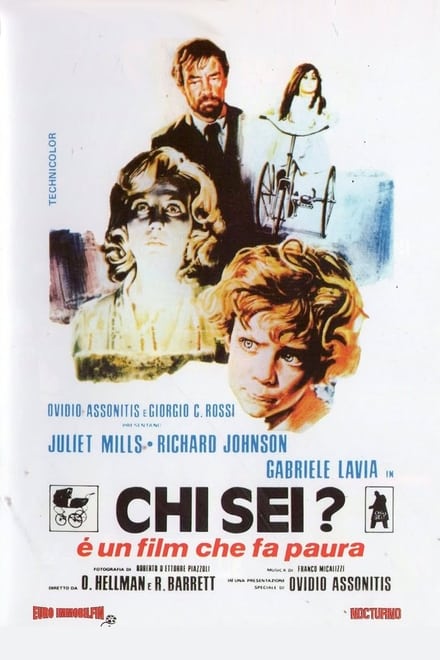 TECHNICOLOR
OVIDIO ASSONITIS E GIORGIO C. ROSSI
PRESENTANO
JULIET MILLS • RICHARD JOHNSON
GABRIELE LAVIA IN
CHI SEI?
é un film che fa paura
FOTOGRAFIA DI ROBERTO D'ETTORRE PIAZZOLI
MUSICA DI FRANCO MICALIZZI
DIRETTO DA O. HELLMAN E R. BARRETT
IN UNA PRESENTAZIONE SPECIALE DI OVIDIO ASSONITIS
EURO IMMOBILFIN
NOCTURNO